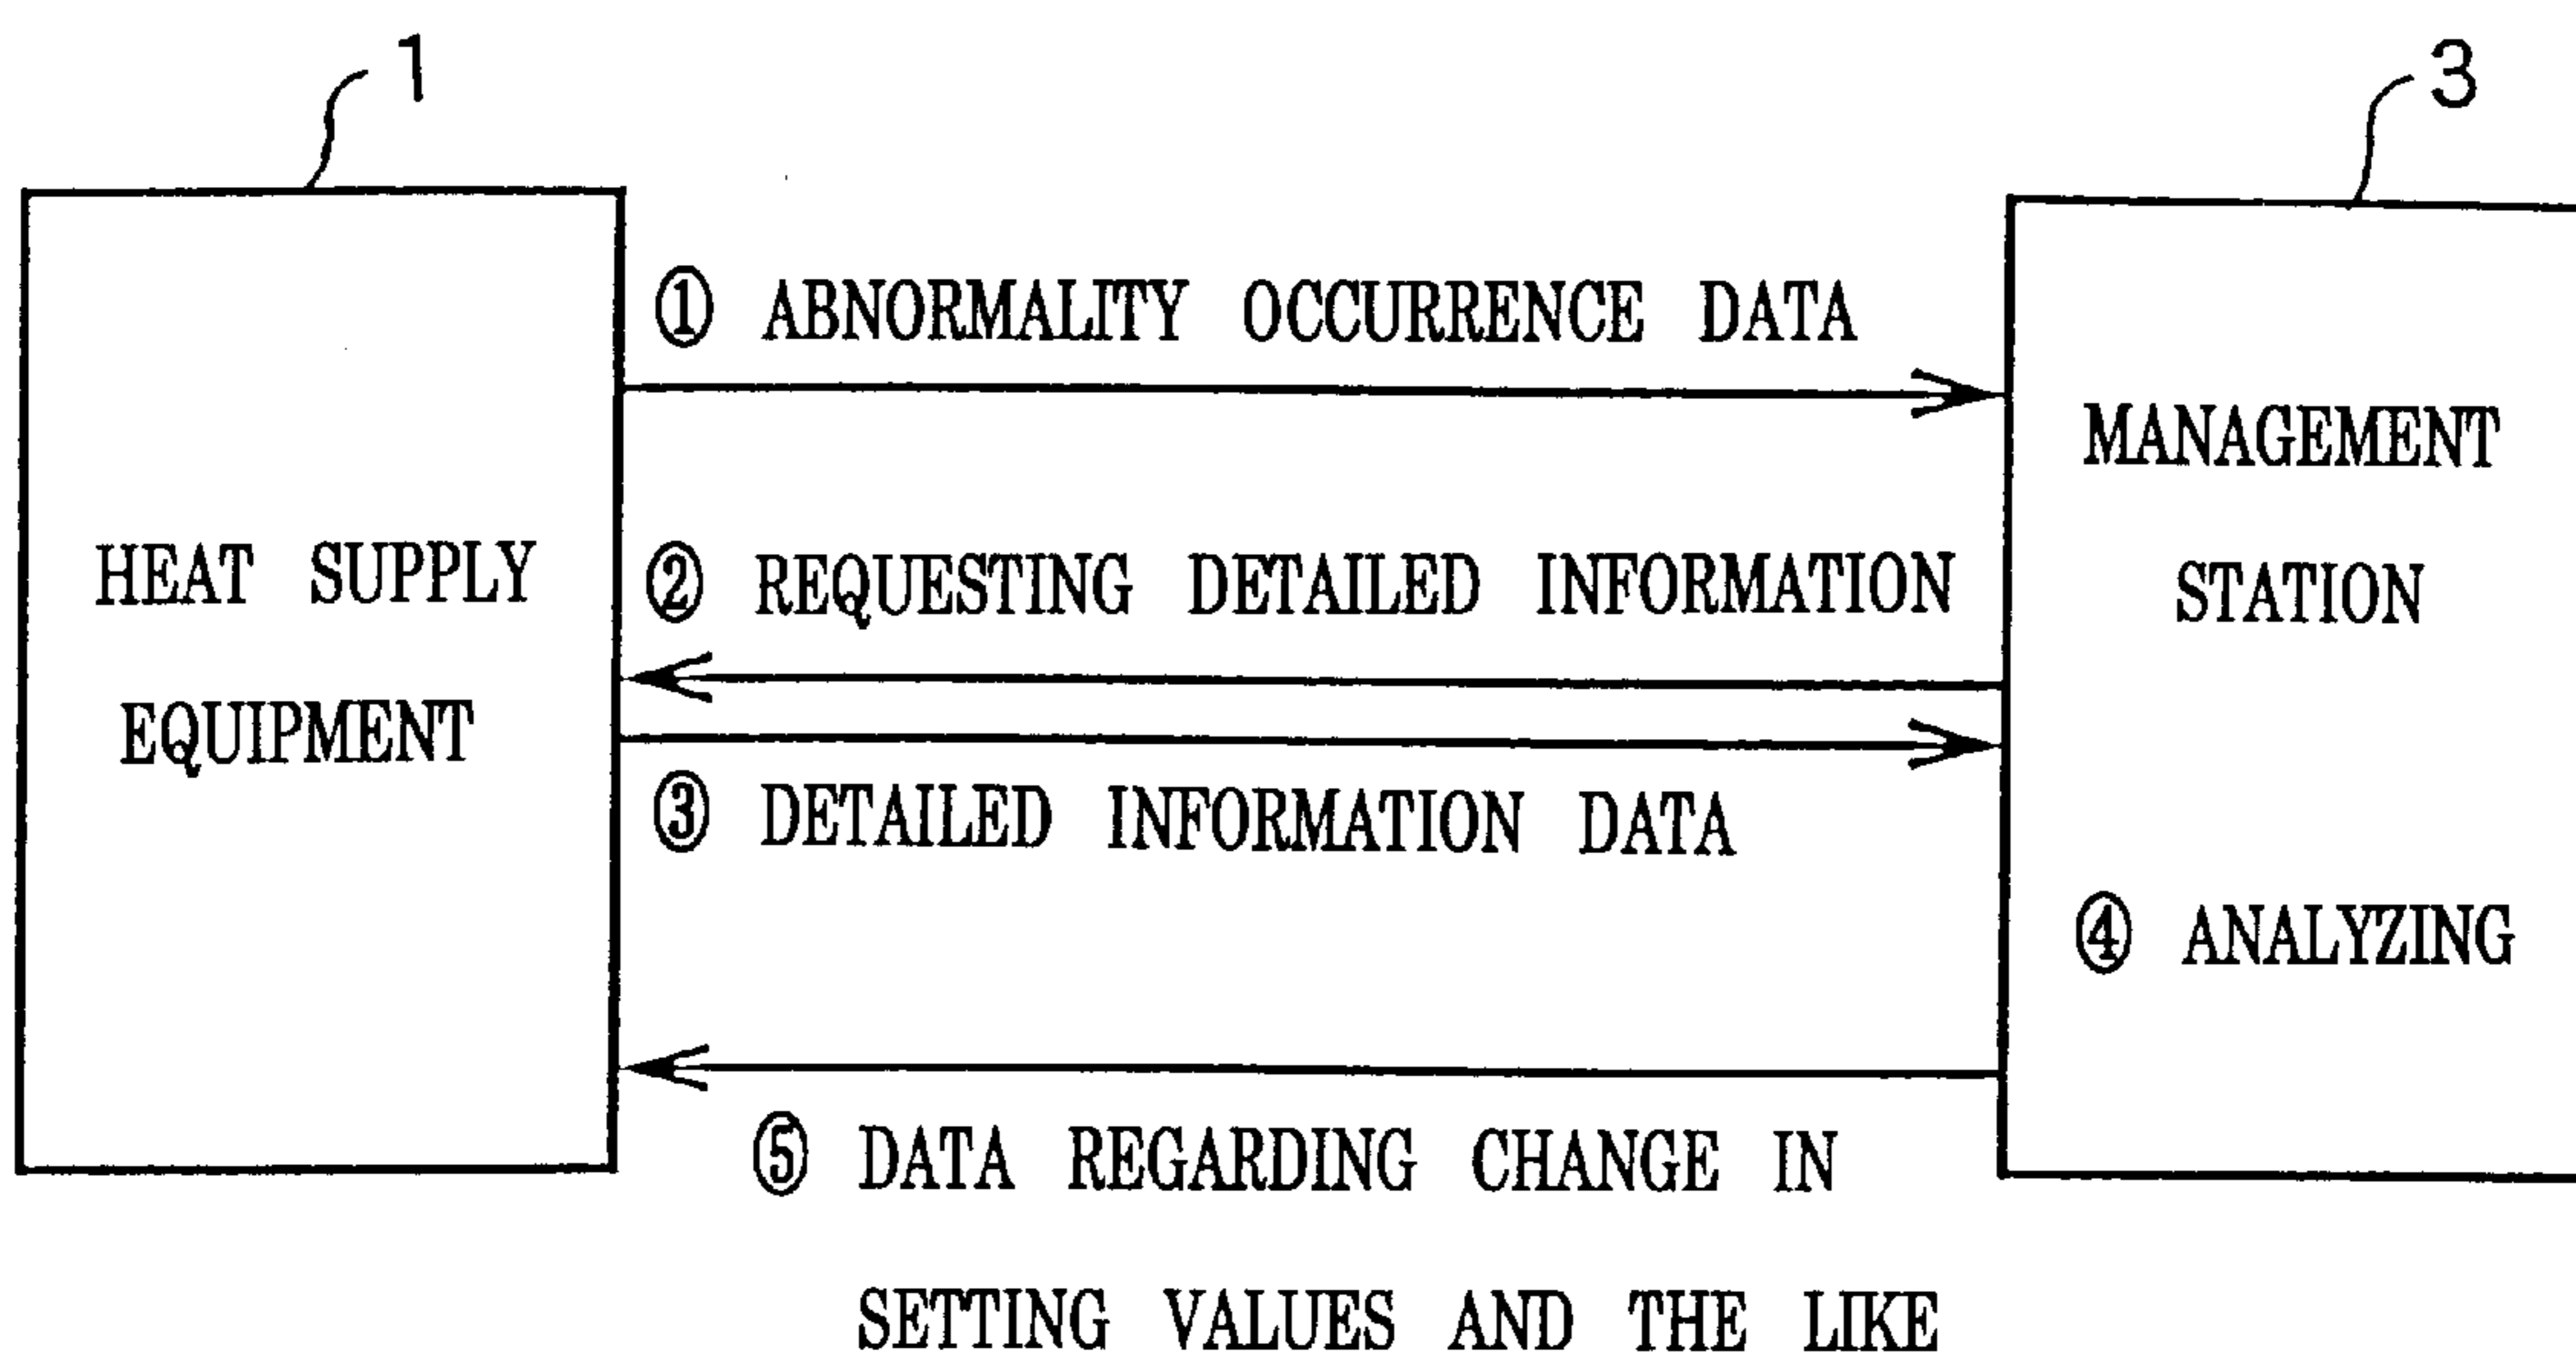 1
3
① ABNORMALITY OCCURRENCE DATA
MANAGEMENT
STATION
HEAT SUPPLY
EQUIPMENT
② REQUESTING DETAILED INFORMATION
③ DETAILED INFORMATION DATA
④ ANALYZING
⑤ DATA REGARDING CHANGE IN
SETTING VALUES AND THE LIKE